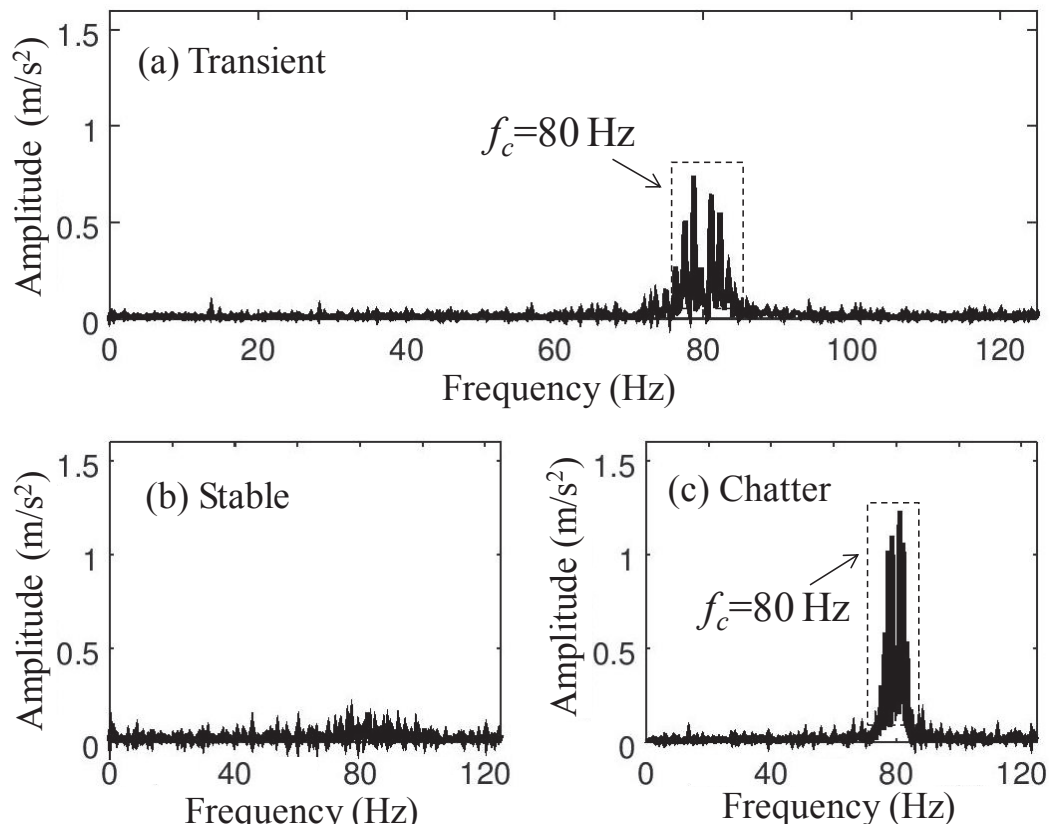 (a) Transient
f_c=80 Hz
Amplitude (m/s²)
1.5
1
0.5
0
0 20 40 60 80 100 120
Frequency (Hz)
(b) Stable
Amplitude (m/s²)
1.5
1
0.5
0
0 40 80 120
Frequency (Hz)
(c) Chatter
f_c=80 Hz
Amplitude (m/s²)
1.5
1
0.5
0
0 40 80 120
Frequency (Hz)